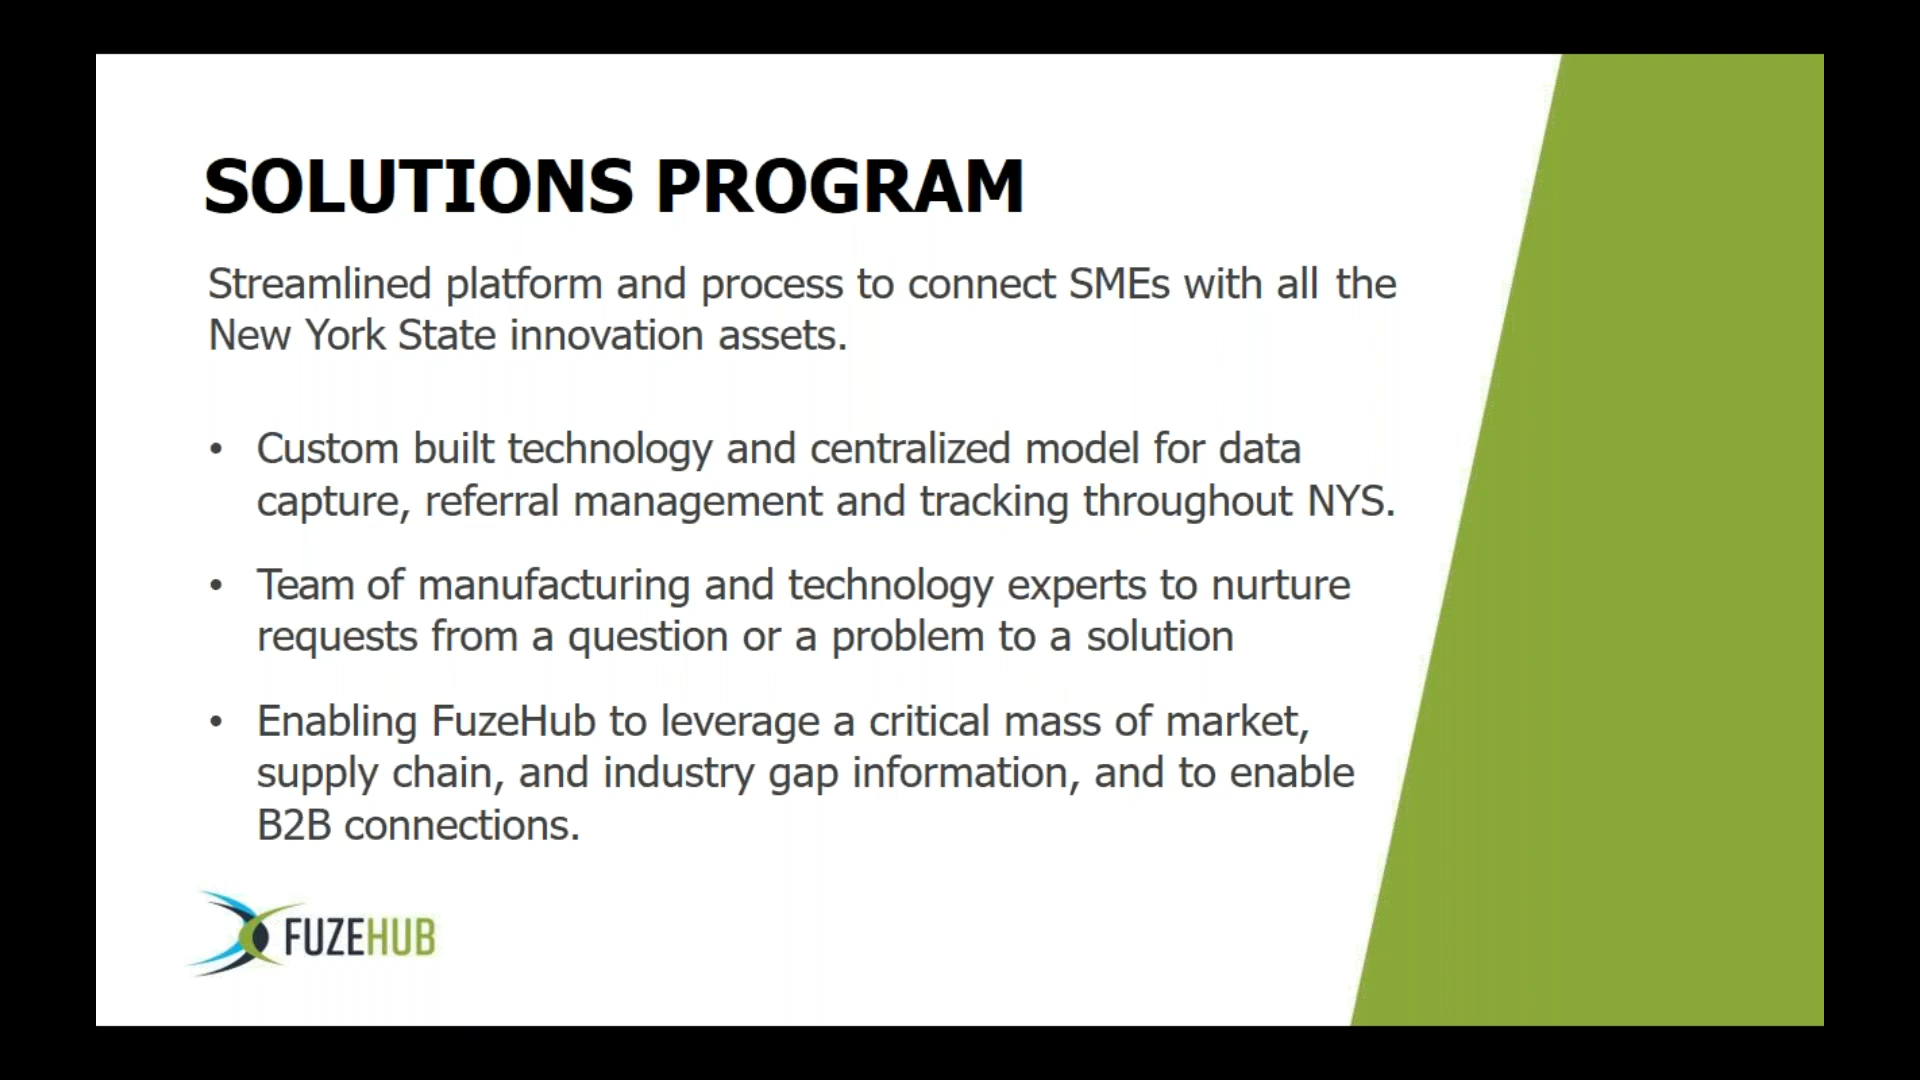 SOLUTIONS PROGRAM
Streamlined platform and process to connect SMEs with all the
New York State innovation assets.
• Custom built technology and centralized model for data
capture, referral management and tracking throughout NYS.
• Team of manufacturing and technology experts to nurture
requests from a question or a problem to a solution
• Enabling FuzeHub to leverage a critical mass of market,
supply chain, and industry gap information, and to enable
B2B connections.
FUZEHUB